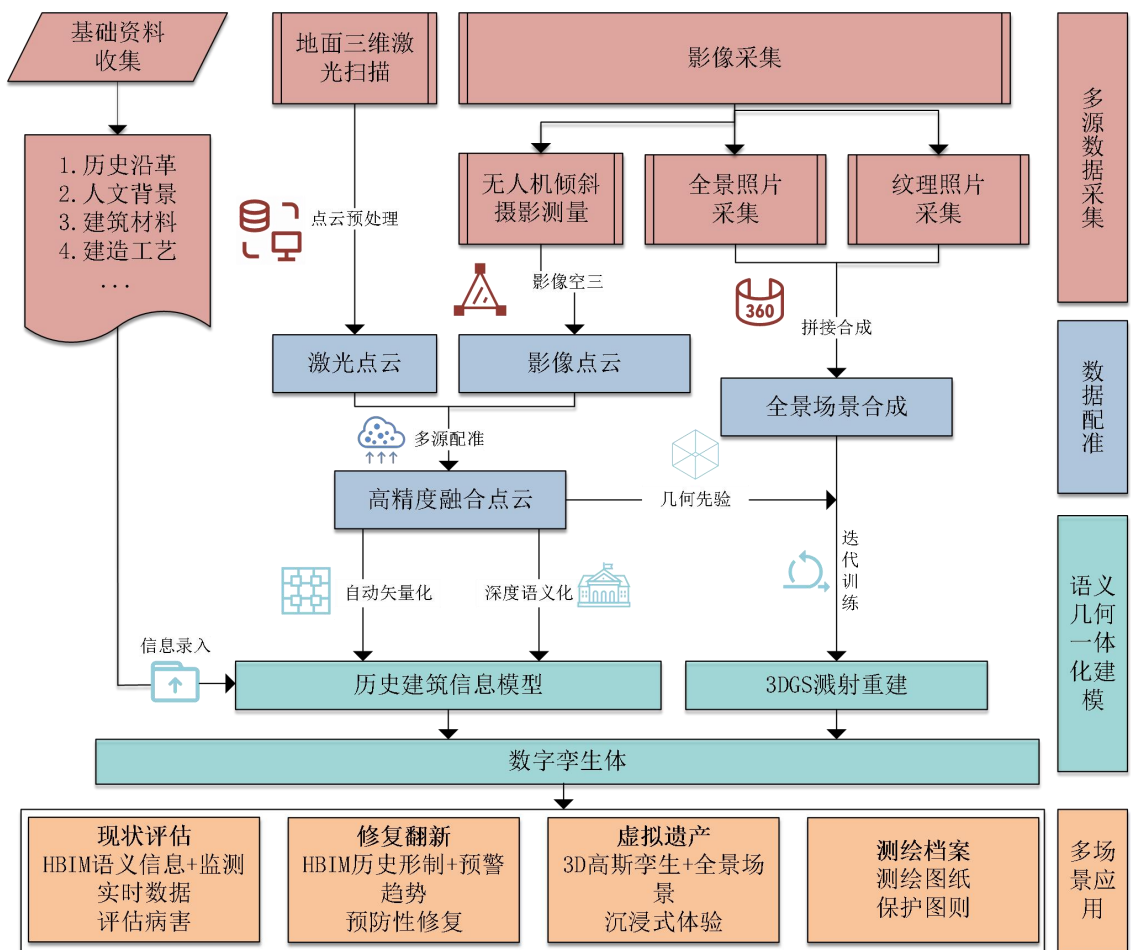 基础资料
收集
地面三维激
光扫描
影像采集
多源数据采集
1.历史沿革
2.人文背景
3.建筑材料
4.建造工艺
...
无人机倾斜
摄影测量
全景照片
采集
纹理照片
采集
点云预处理
影像空三
360
拼接合成
激光点云
影像点云
全景场景合成
数据配准
多源配准
高精度融合点云
几何先验
自动矢量化
深度语义化
迭代训练
语义
几何
一体
化建
模
信息录入
历史建筑信息模型
3DGS溅射重建
数字孪生体
现状评估
HBIM语义信息+监测
实时数据
评估病害
修复翻新
HBIM历史形制+预警
趋势
预防性修复
虚拟遗产
3D高斯孪生+全景场
景
沉浸式体验
测绘档案
测绘图纸
保护图则
多场
景应
用